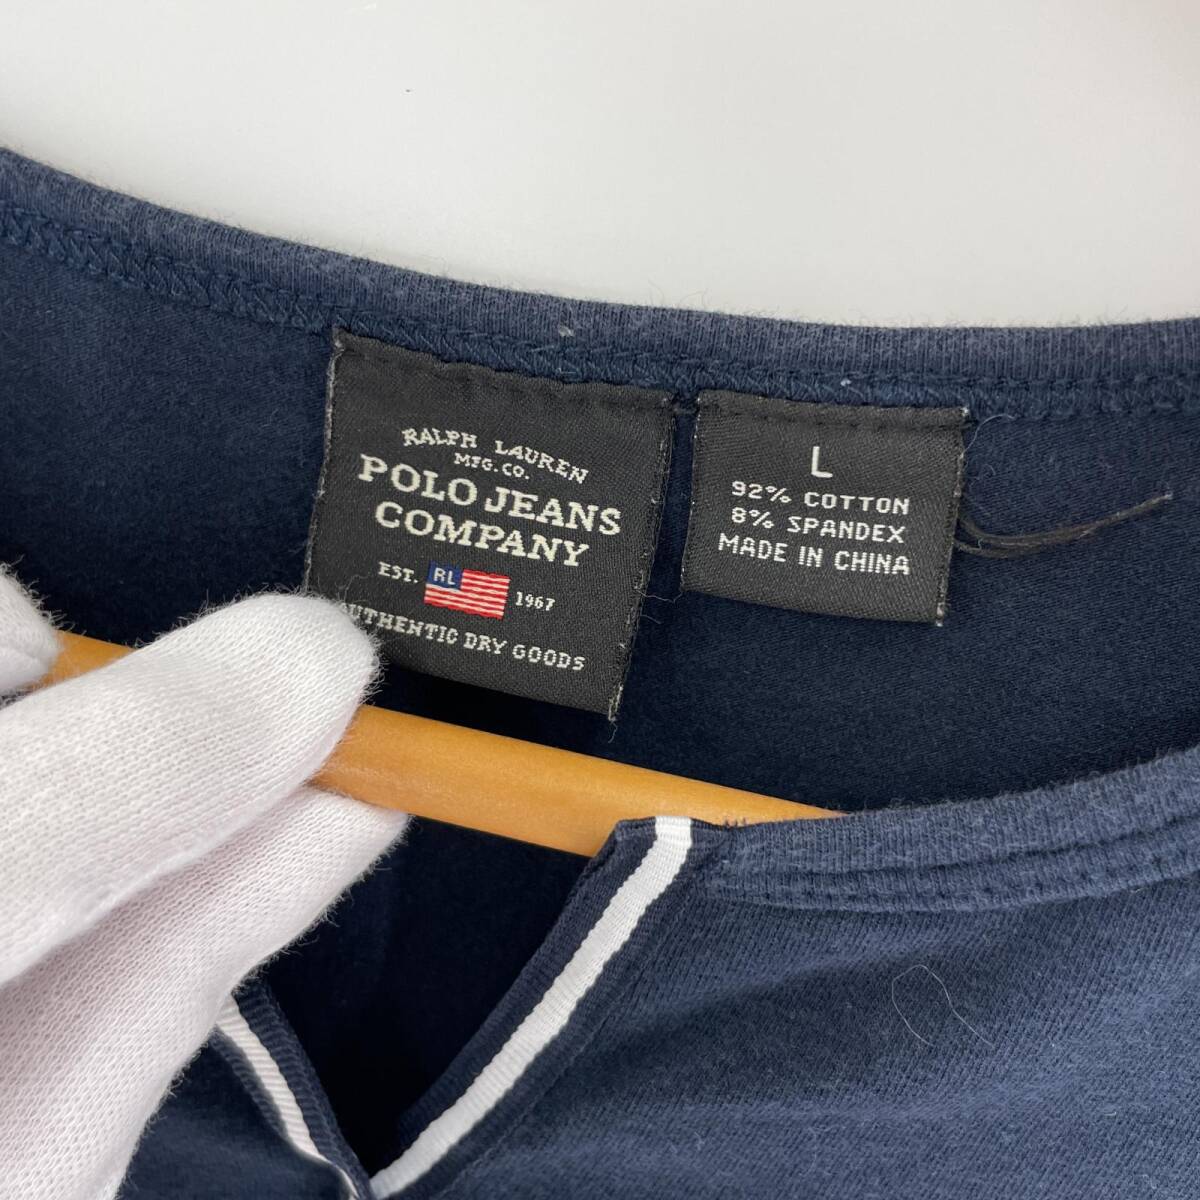 RALPH LAUREN
MFG. CO.
POLO JEANS
COMPANY
EST. RL 1967
AUTHENTIC DRY GOODS
L
92% COTTON
8% SPANDEX
MADE IN CHINA